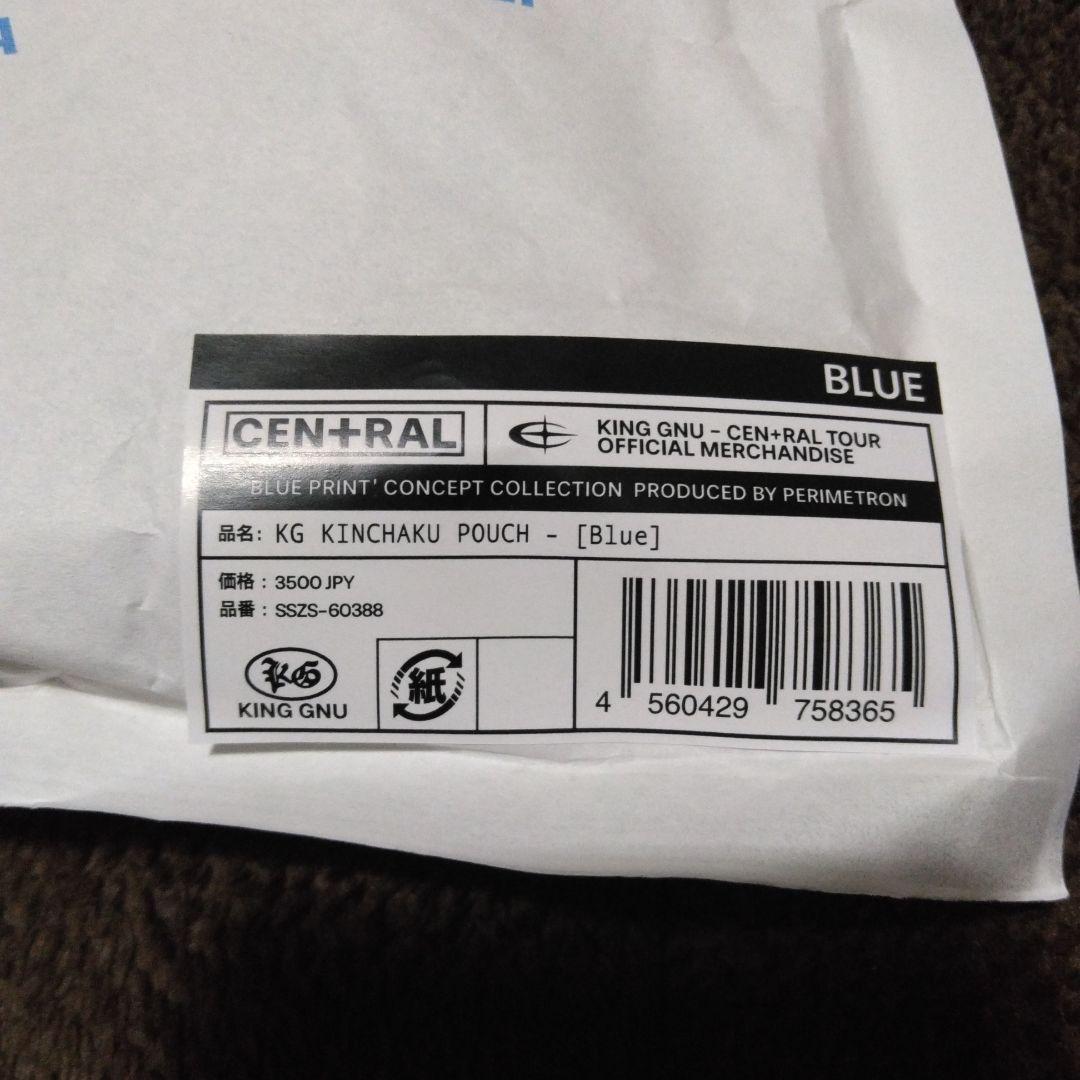 BLUE
CEN+RAL
KING GNU - CEN+RAL TOUR
OFFICIAL MERCHANDISE
BLUE PRINT' CONCEPT COLLECTION PRODUCED BY PERIMETRON
品名: KG KINCHAKU POUCH - [Blue]
価格 : 3500 JPY
品番 : SSZS-60388
KG
KING GNU
紙
4 560429 758365